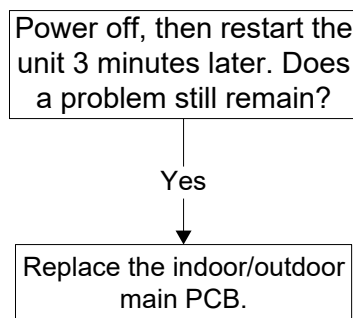 Power off, then restart the
unit 3 minutes later. Does
a problem still remain?
Yes
Replace the indoor/outdoor
main PCB.